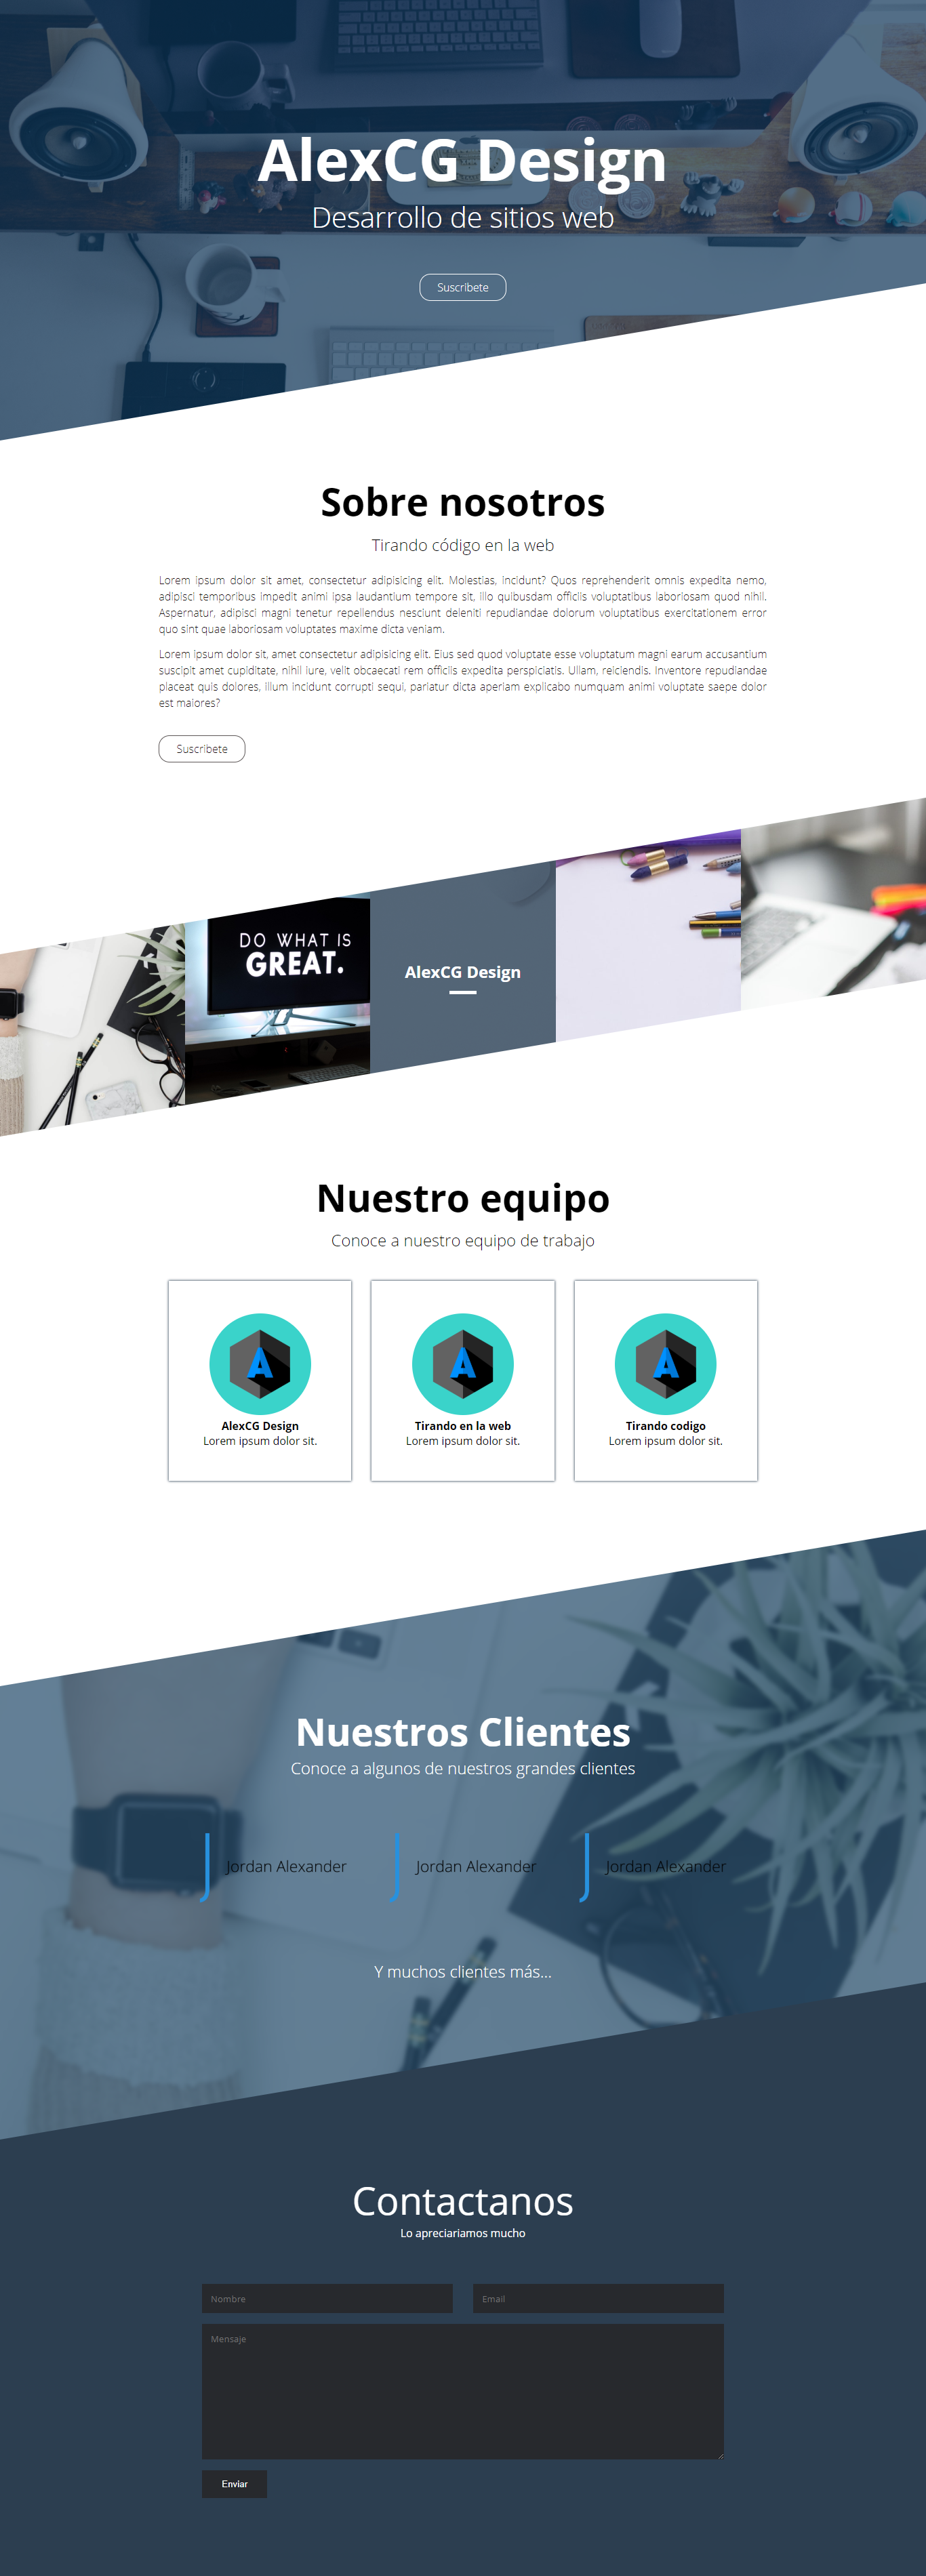 AlexCG Design
Desarrollo de sitios web
Suscribete
Sobre nosotros
Tirando código en la web
Lorem ipsum dolor sit amet, consectetur adipisicing elit. Molestias, incidunt? Quos reprehenderit omnis expedita nemo,
adipisci temporibus impedit animi ipsa laudantium tempore sit, illo quibusdam officiis voluptatibus laboriosam quod nihil.
Aspernatur, adipisci magni tenetur repellendus nesciunt deleniti repudiandae dolorum voluptatibus exercitationem error
quo sint quae laboriosam voluptates maxime dicta veniam.
Lorem ipsum dolor sit, amet consectetur adipisicing elit. Eius sed quod voluptate esse voluptatum magni earum accusantium
suscipit amet cupiditate, nihil iure, velit obcaecati rem officiis expedita perspiciatis. Ullam, reiciendis. Inventore repudiandae
placeat quis dolores, illum incidunt corrupti sequi, pariatur dicta aperiam explicabo numquam animi voluptate saepe dolor
est maiores?
Suscribete
DO WHAT IS
GREAT.
AlexCG Design
Nuestro equipo
Conoce a nuestro equipo de trabajo
A A A
AlexCG Design Tirando en la web Tirando codigo
Lorem ipsum dolor sit. Lorem ipsum dolor sit. Lorem ipsum dolor sit.
Nuestros Clientes
Conoce a algunos de nuestros grandes clientes
Jordan Alexander Jordan Alexander Jordan Alexander
Y muchos clientes más...
Contactanos
Lo apreciariamos mucho
Nombre Email
Mensaje
Enviar